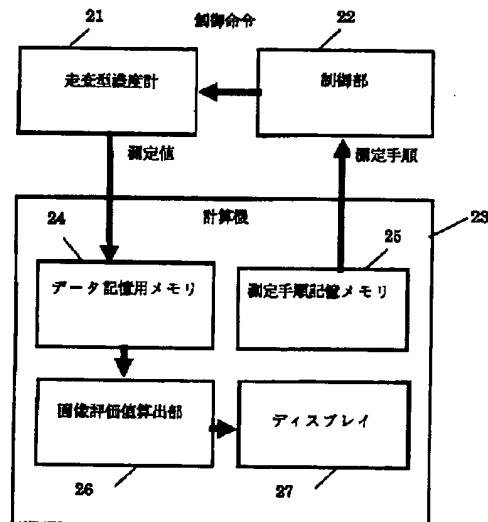 21
制御命令
22
走査型濃度計
制御部
測定値
測定手順
計算機
23
24
25
データ記憶用メモリ
測定手順記憶メモリ
画像評価値算出部
ディスプレイ
26
27